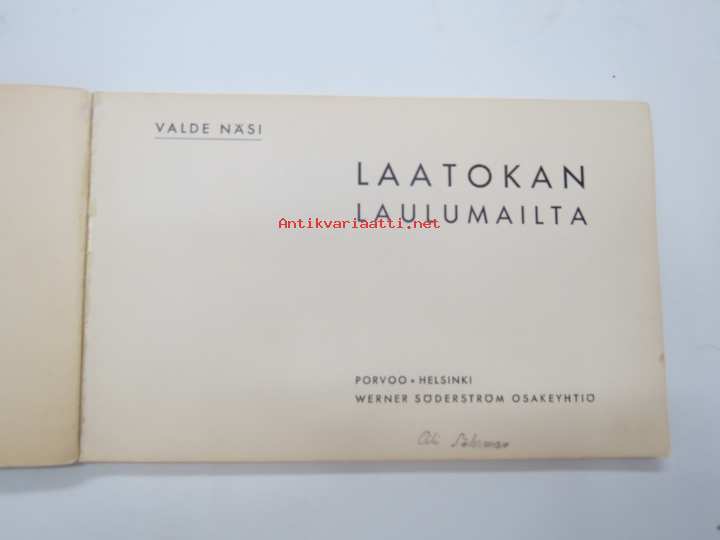 VALDE NÄSI
LAATOKAN
LAULUMAILTA
Antikvariaatti.net
PORVOO • HELSINKI
WERNER SÖDERSTRÖM OSAKEYHTIÖ